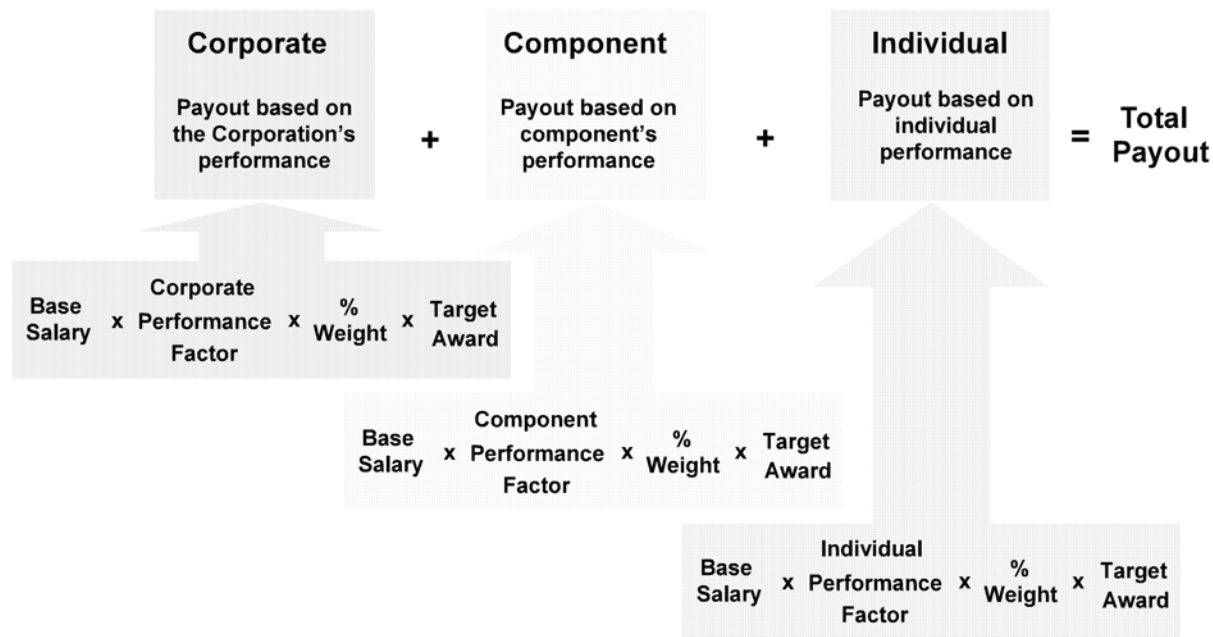 Corporate
Payout based on
the Corporation's
performance
+
Component
Payout based on
component's
performance
+
Individual
Payout based on
individual
performance
=
Total
Payout
Base
Salary
x
Corporate
Performance
Factor
x
%
Weight
x
Target
Award
Base
Salary
x
Component
Performance
Factor
x
%
Weight
x
Target
Award
Base
Salary
x
Individual
Performance
Factor
x
%
Weight
x
Target
Award